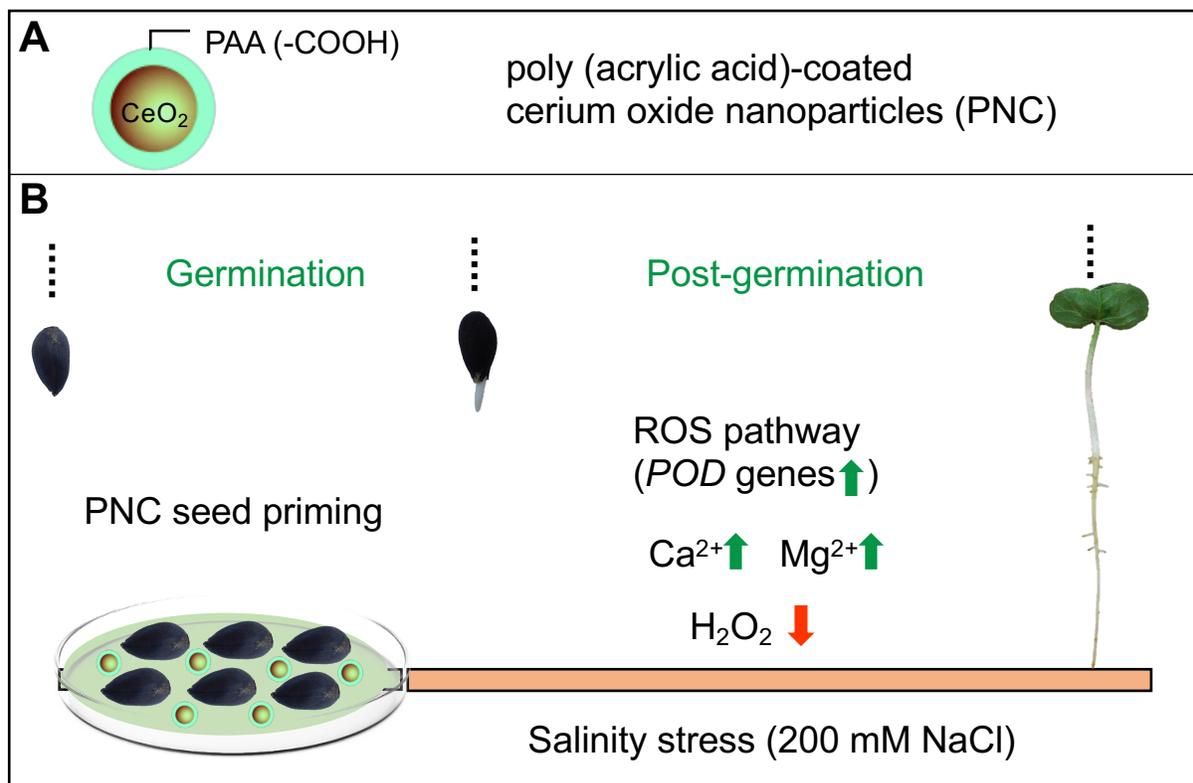 A
PAA (-COOH)
CeO₂
poly (acrylic acid)-coated
cerium oxide nanoparticles (PNC)
B
Germination
Post-germination
ROS pathway
(POD genes⬆)
PNC seed priming
Ca²⁺⬆ Mg²⁺⬆
H₂O₂ ⬇
Salinity stress (200 mM NaCl)